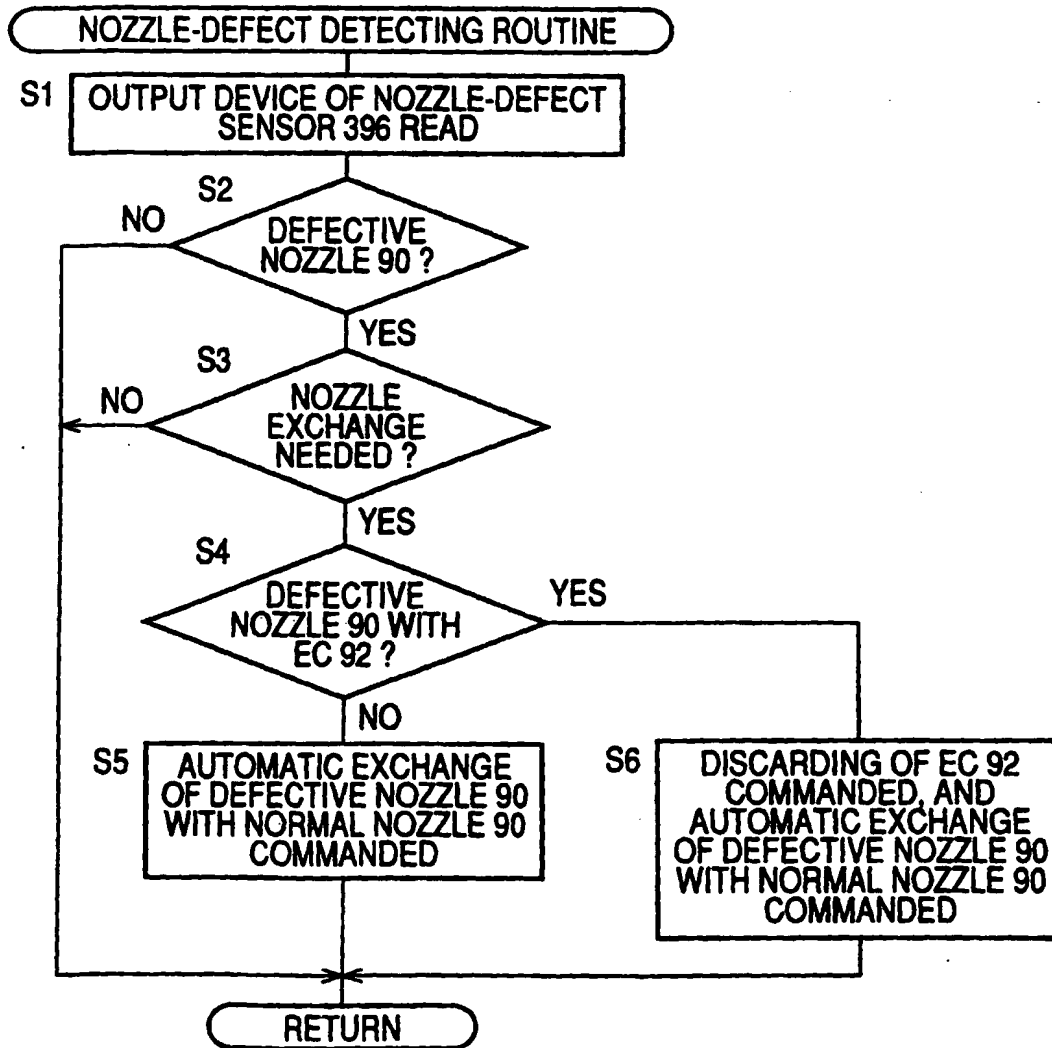 NOZZLE-DEFECT DETECTING ROUTINE
S1
OUTPUT DEVICE OF NOZZLE-DEFECT
SENSOR 396 READ
S2
NO
DEFECTIVE
NOZZLE 90 ?
YES
S3
NO
NOZZLE
EXCHANGE
NEEDED ?
YES
S4
DEFECTIVE
NOZZLE 90 WITH
EC 92 ?
YES
NO
S5
AUTOMATIC EXCHANGE
OF DEFECTIVE NOZZLE 90
WITH NORMAL NOZZLE 90
COMMANDED
S6
DISCARDING OF EC 92
COMMANDED, AND
AUTOMATIC EXCHANGE
OF DEFECTIVE NOZZLE 90
WITH NORMAL NOZZLE 90
COMMANDED
RETURN